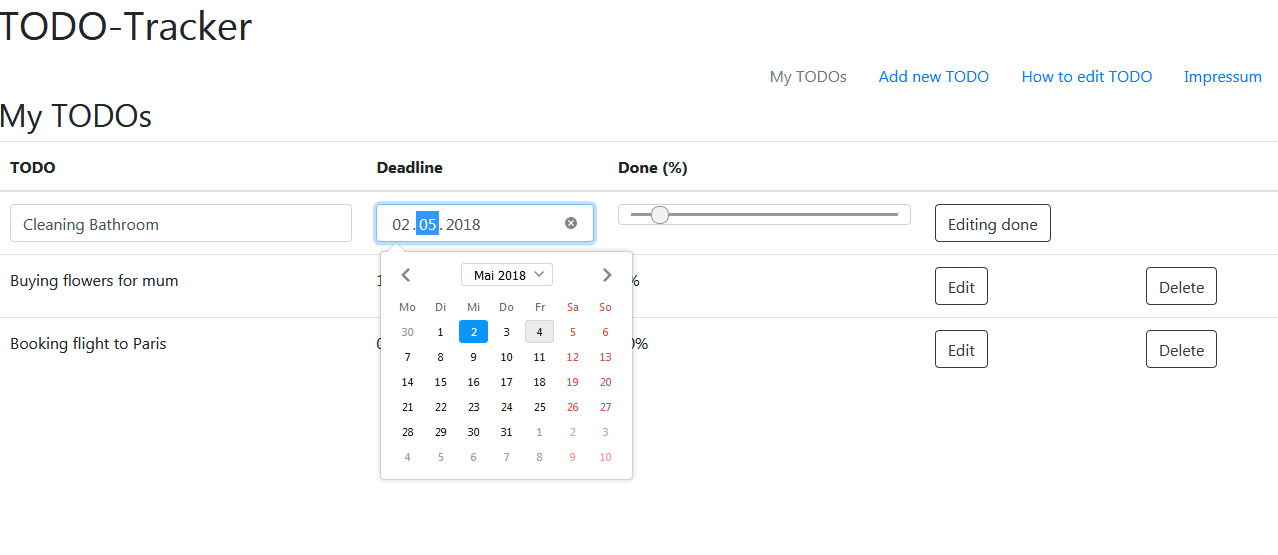 TODO-Tracker
My TODOs Add new TODO How to edit TODO Impressum
My TODOs
TODO Deadline Done (%)
Cleaning Bathroom 02.05.2018 Editing done
Buying flowers for mum % Edit Delete
Booking flight to Paris % Edit Delete
Mai 2018
Mo Di Mi Do Fr Sa So
30 1 2 3 4 5 6
7 8 9 10 11 12 13
14 15 16 17 18 19 20
21 22 23 24 25 26 27
28 29 30 31 1 2 3
4 5 6 7 8 9 10